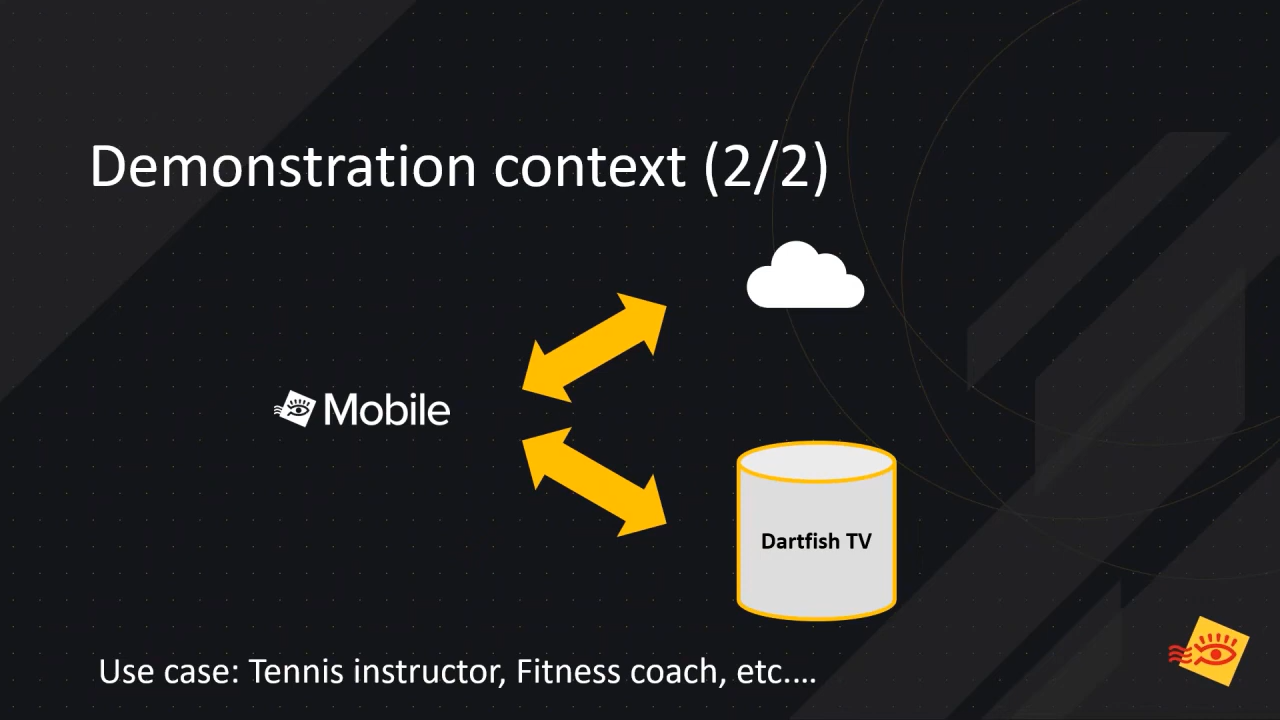 Demonstration context (2/2)
Mobile
Dartfish TV
Use case: Tennis instructor, Fitness coach, etc.…